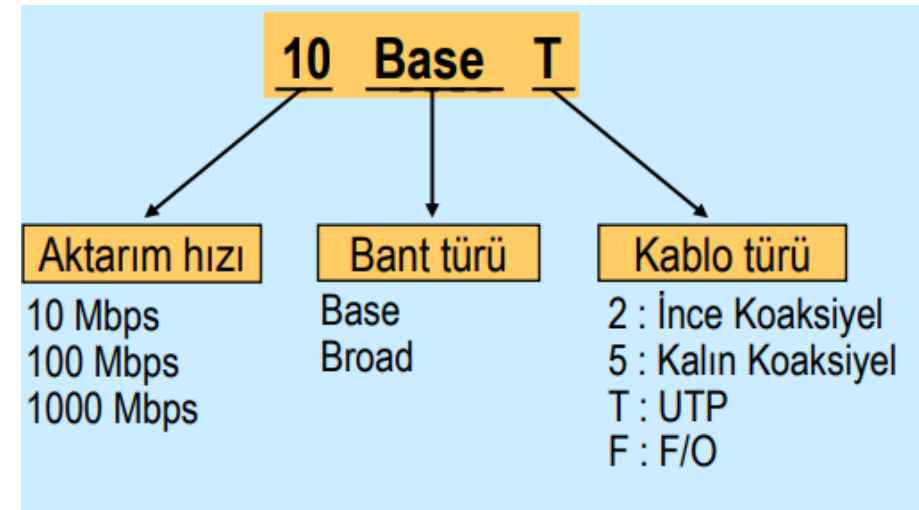 10 Base T
Aktarım hızı
10 Mbps
100 Mbps
1000 Mbps
Bant türü
Base
Broad
Kablo türü
2 : İnce Koaksiyel
5 : Kalın Koaksiyel
T : UTP
F : F/O